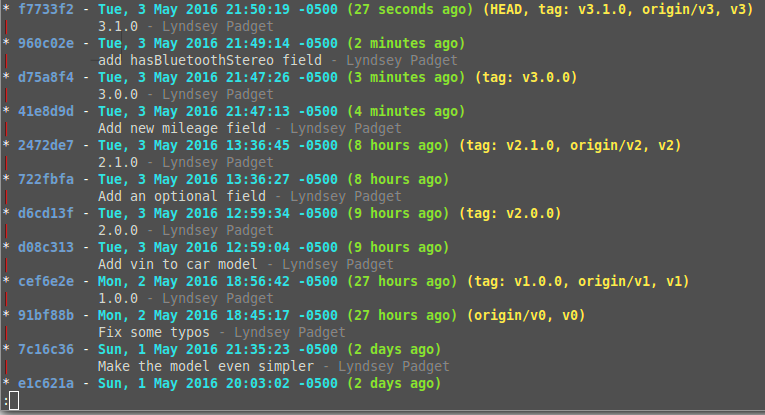 * f7733f2 - Tue, 3 May 2016 21:50:19 -0500 (27 seconds ago) (HEAD, tag: v3.1.0, origin/v3, v3)
|           3.1.0 - Lyndsey Padget
* 960c02e - Tue, 3 May 2016 21:49:14 -0500 (2 minutes ago)
|           add hasBluetoothStereo field - Lyndsey Padget
* d75a8f4 - Tue, 3 May 2016 21:47:26 -0500 (3 minutes ago) (tag: v3.0.0)
|           3.0.0 - Lyndsey Padget
* 41e8d9d - Tue, 3 May 2016 21:47:13 -0500 (4 minutes ago)
|           Add new mileage field - Lyndsey Padget
* 2472de7 - Tue, 3 May 2016 13:36:45 -0500 (8 hours ago) (tag: v2.1.0, origin/v2, v2)
|           2.1.0 - Lyndsey Padget
* 722fbfa - Tue, 3 May 2016 13:36:27 -0500 (8 hours ago)
|           Add an optional field - Lyndsey Padget
* d6cd13f - Tue, 3 May 2016 12:59:34 -0500 (9 hours ago) (tag: v2.0.0)
|           2.0.0 - Lyndsey Padget
* d08c313 - Tue, 3 May 2016 12:59:04 -0500 (9 hours ago)
|           Add vin to car model - Lyndsey Padget
* cef6e2e - Mon, 2 May 2016 18:56:42 -0500 (27 hours ago) (tag: v1.0.0, origin/v1, v1)
|           1.0.0 - Lyndsey Padget
* 91bf88b - Mon, 2 May 2016 18:45:17 -0500 (27 hours ago) (origin/v0, v0)
|           Fix some typos - Lyndsey Padget
* 7c16c36 - Sun, 1 May 2016 21:35:23 -0500 (2 days ago)
|           Make the model even simpler - Lyndsey Padget
* e1c621a - Sun, 1 May 2016 20:03:02 -0500 (2 days ago)
: